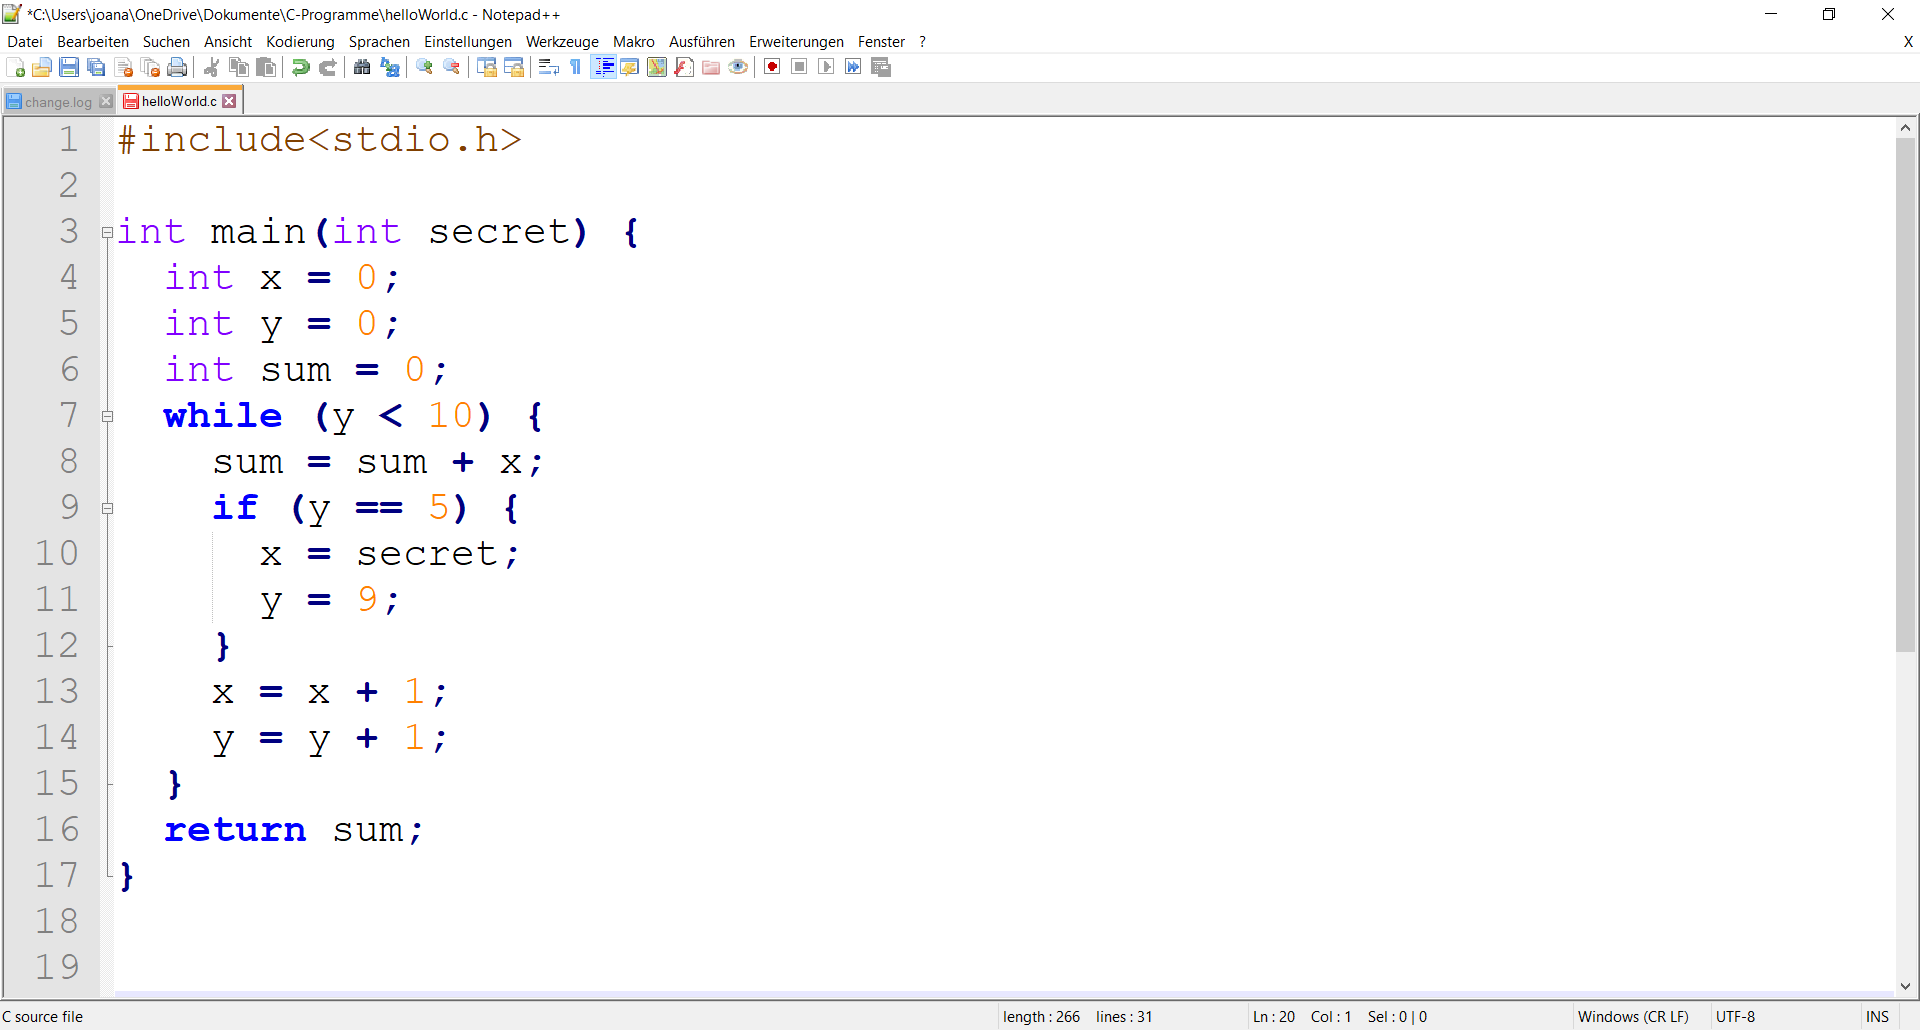 *C:\Users\joana\OneDrive\Dokumente\C-Programme\helloWorld.c - Notepad++
Datei Bearbeiten Suchen Ansicht Kodierung Sprachen Einstellungen Werkzeuge Makro Ausführen Erweiterungen Fenster ? X
change.log helloWorld.c
1 #include<stdio.h>
2
3 int main(int secret) {
4 int x = 0;
5 int y = 0;
6 int sum = 0;
7 while (y < 10) {
8 sum = sum + x;
9 if (y == 5) {
10 x = secret;
11 y = 9;
12 }
13 x = x + 1;
14 y = y + 1;
15 }
16 return sum;
17 }
18
19
C source file length : 266 lines : 31 Ln : 20 Col : 1 Sel : 0 | 0 Windows (CR LF) UTF-8 INS